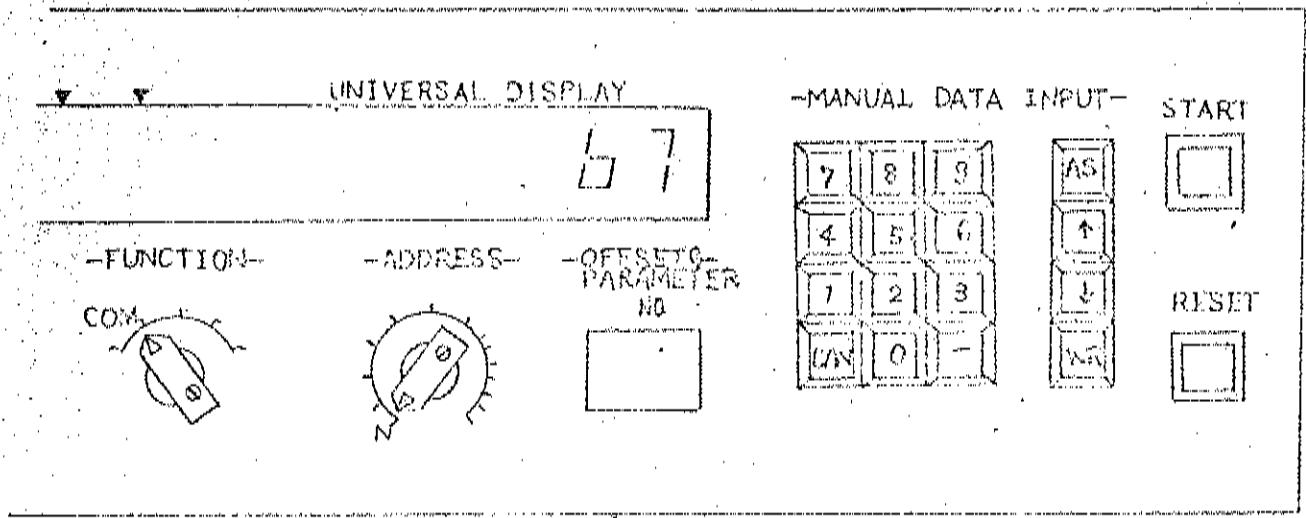 UNIVERSAL DISPLAY
67
-MANUAL DATA INPUT-
START
7 8 9 AS
4 5 6 ↑
1 2 3 ↓
0 -
RESET
-FUNCTION-
COM
-ADDRESS-
N
PARAMETER
NO